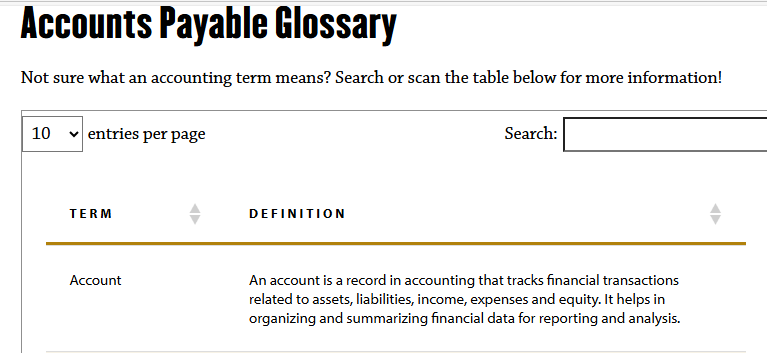 Accounts Payable Glossary
Not sure what an accounting term means? Search or scan the table below for more information!
10 entries per page Search:
TERM DEFINITION
Account An account is a record in accounting that tracks financial transactions
related to assets, liabilities, income, expenses and equity. It helps in
organizing and summarizing financial data for reporting and analysis.